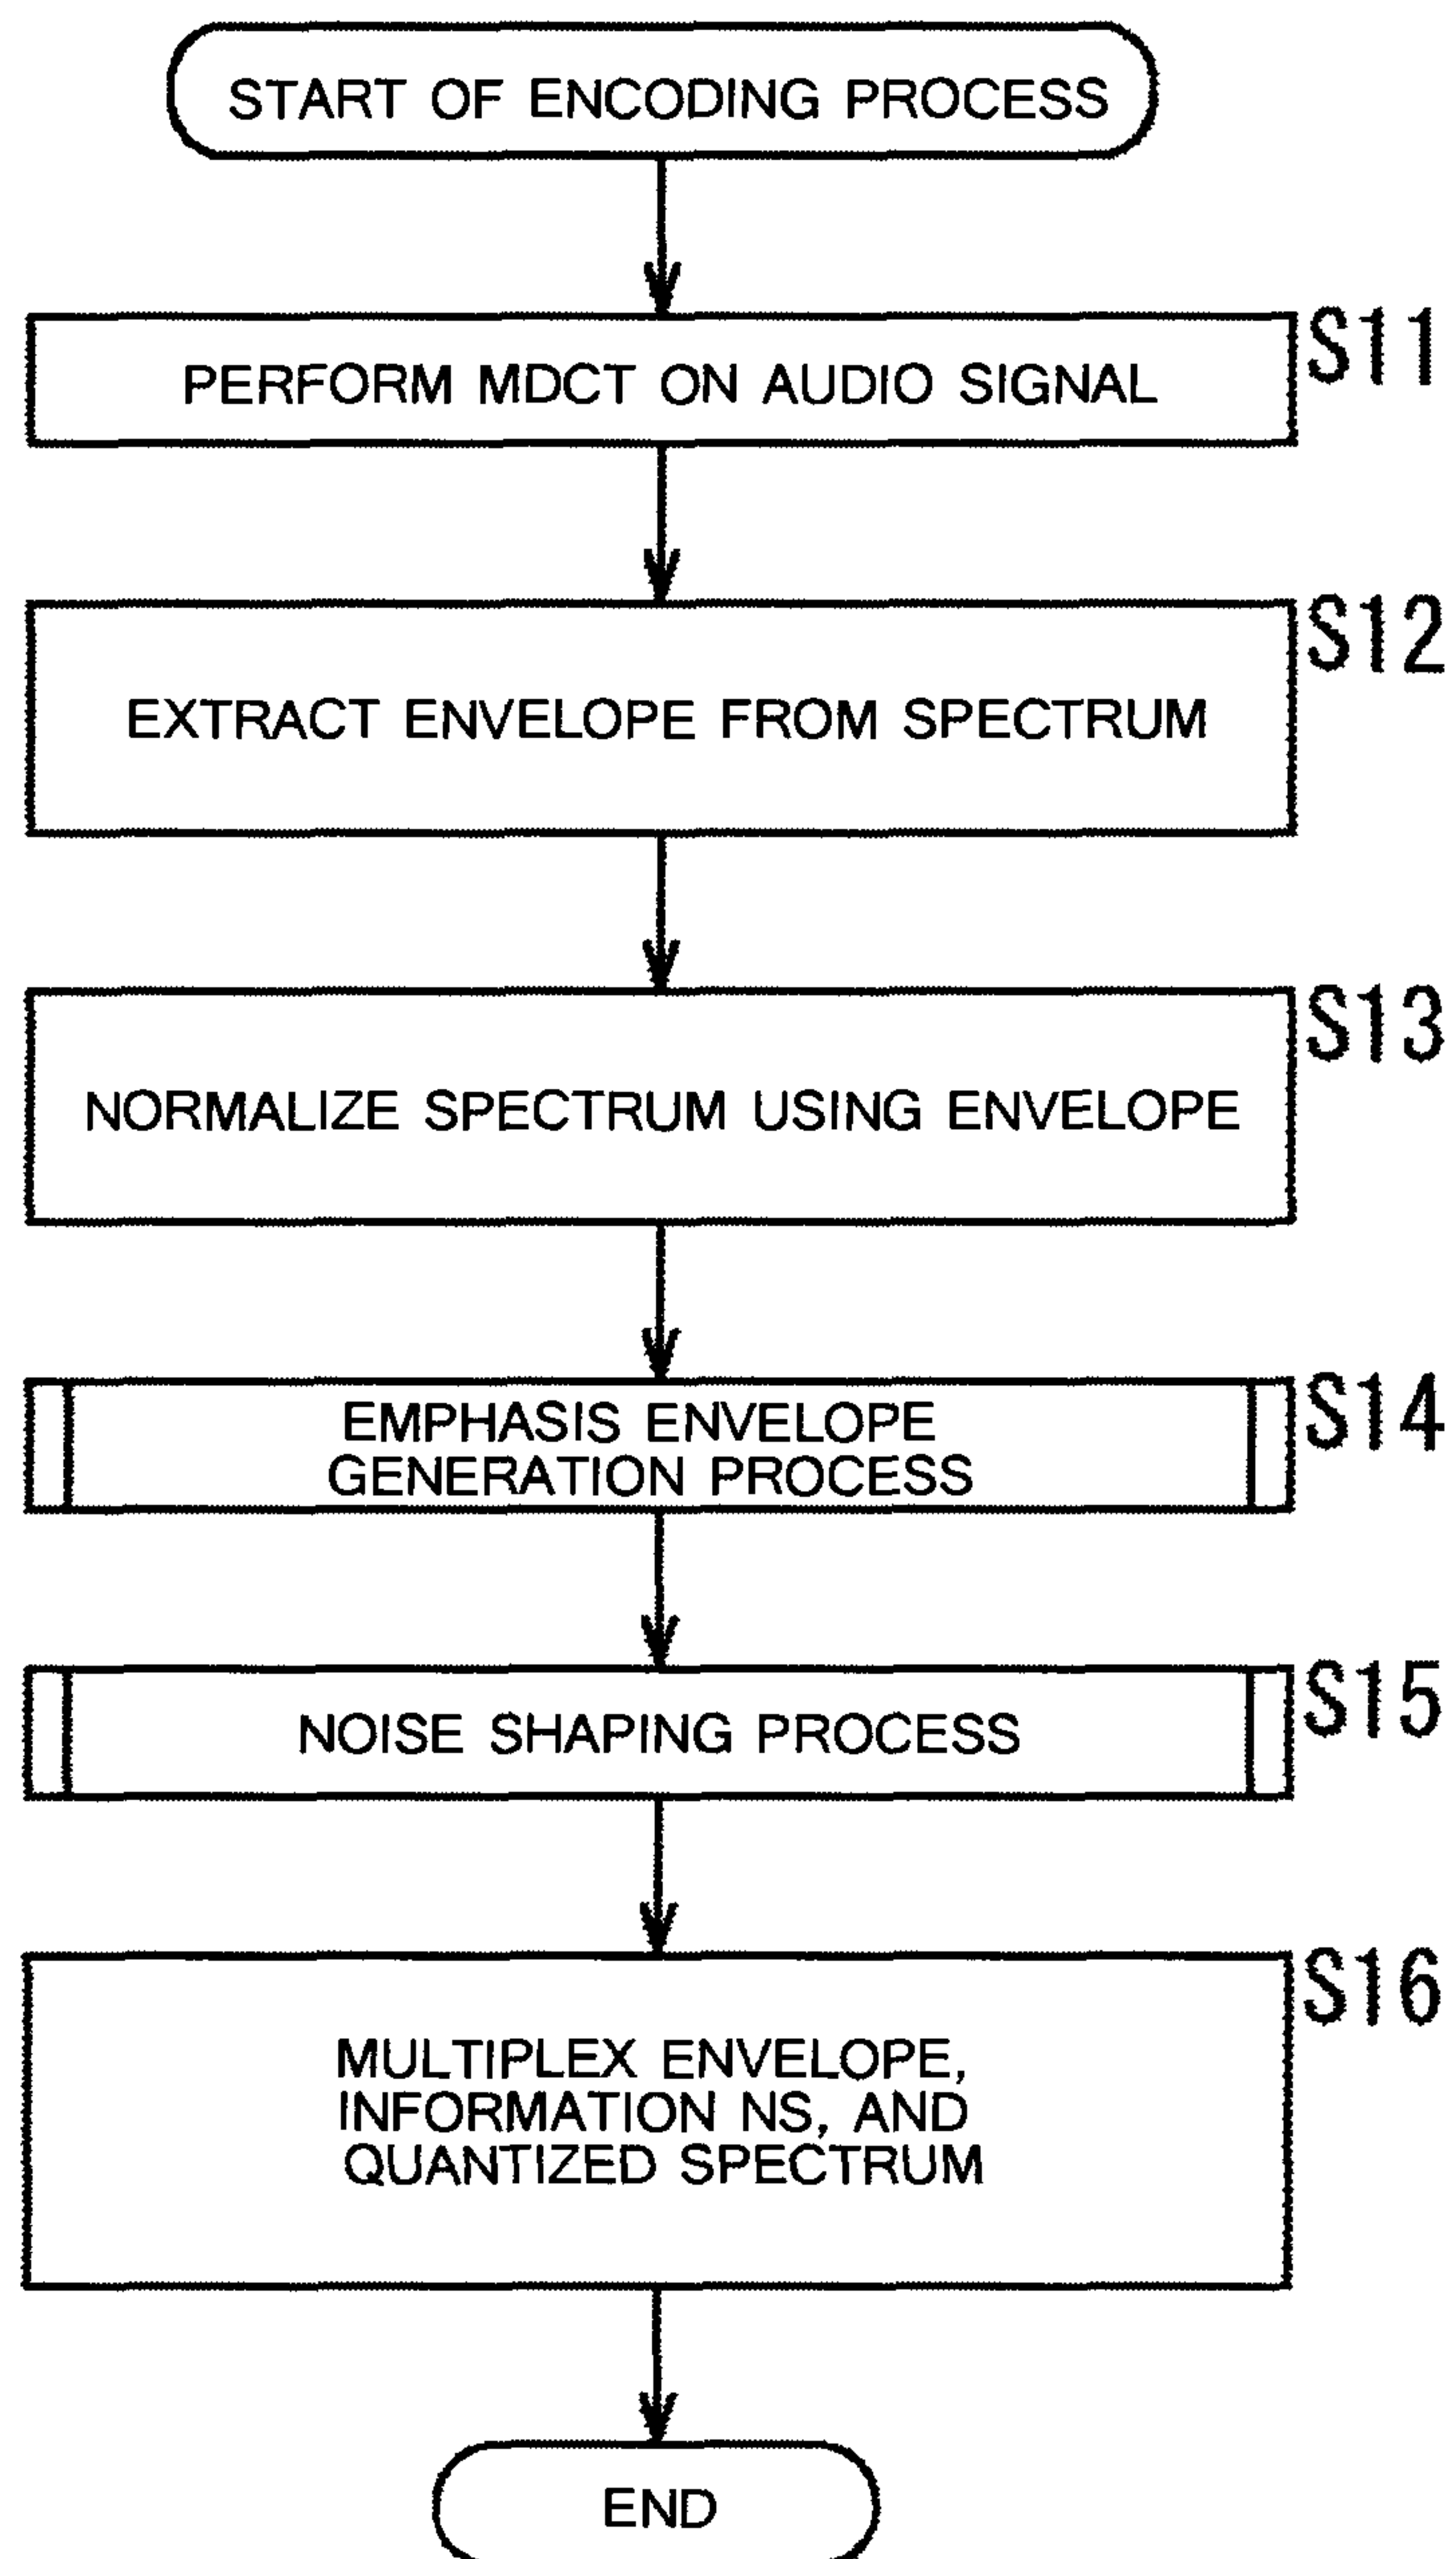 START OF ENCODING PROCESS
PERFORM MDCT ON AUDIO SIGNAL
S11
EXTRACT ENVELOPE FROM SPECTRUM
S12
NORMALIZE SPECTRUM USING ENVELOPE
S13
EMPHASIS ENVELOPE
GENERATION PROCESS
S14
NOISE SHAPING PROCESS
S15
MULTIPLEX ENVELOPE,
INFORMATION NS, AND
QUANTIZED SPECTRUM
S16
END